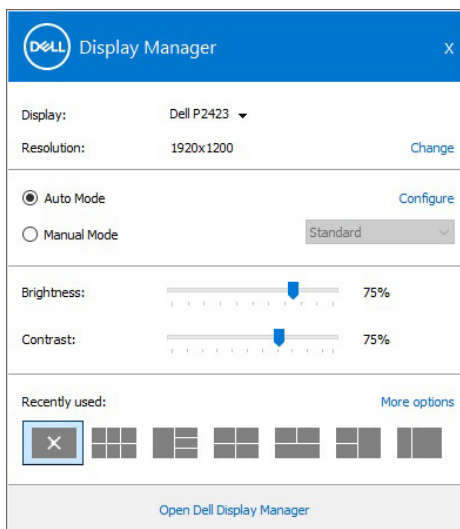 DELL Display Manager X
Display: Dell P2423
Resolution: 1920x1200 Change
Auto Mode Configure
Manual Mode Standard
Brightness: 75%
Contrast: 75%
Recently used: More options
Open Dell Display Manager